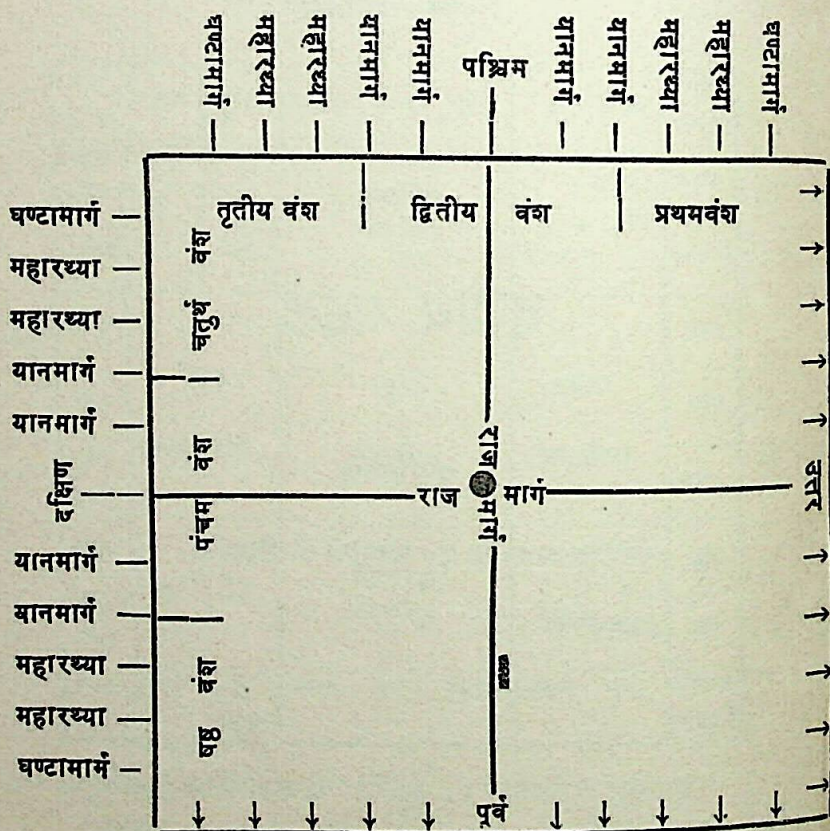 घण्टामार्ग
महारथ्या
महारथ्या
यानमार्ग
यानमार्ग
पश्चिम
यानमार्ग
यानमार्ग
महारथ्या
महारथ्या
घण्टामार्ग
तृतीय वंश
द्वितीय वंश
प्रथमवंश
घण्टामार्ग
महारथ्या
महारथ्या
यानमार्ग
यानमार्ग
दक्षिण
यानमार्ग
यानमार्ग
महारथ्या
महारथ्या
घण्टामार्ग
चतुर्थ वंश
पंचम वंश
षष्ठ वंश
राज मार्ग
राज मार्ग
उत्तर
पूर्व